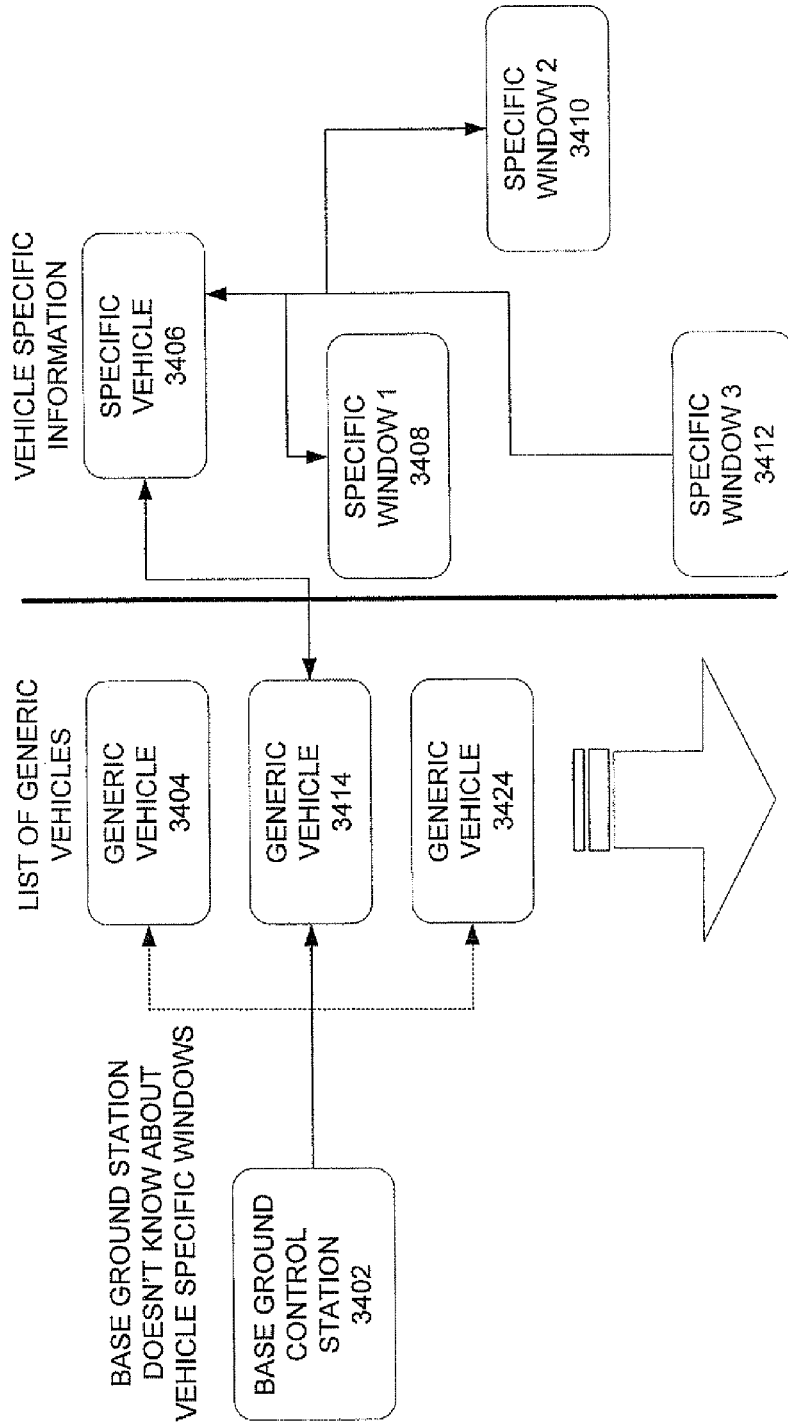 BASE GROUND STATION
DOESN'T KNOW ABOUT
VEHICLE SPECIFIC WINDOWS
BASE GROUND
CONTROL
STATION
3402
LIST OF GENERIC
VEHICLES
GENERIC
VEHICLE
3404
GENERIC
VEHICLE
3414
GENERIC
VEHICLE
3424
VEHICLE SPECIFIC
INFORMATION
SPECIFIC
VEHICLE
3406
SPECIFIC
WINDOW 1
3408
SPECIFIC
WINDOW 2
3410
SPECIFIC
WINDOW 3
3412